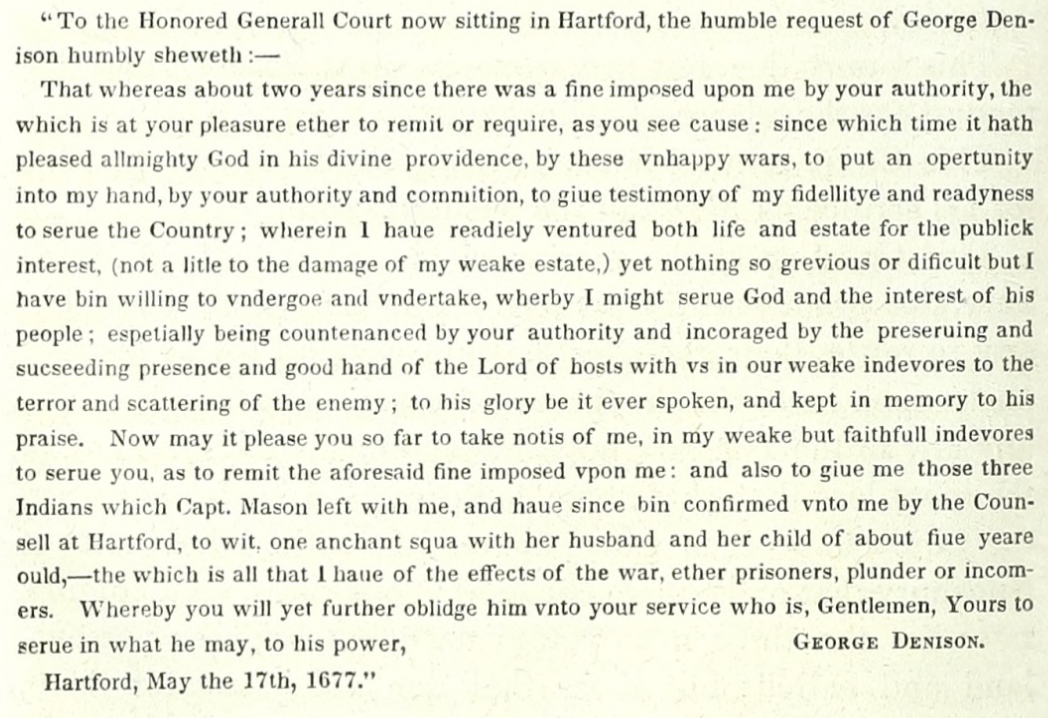 “To the Honored Generall Court now sitting in Hartford, the humble request of George Den-
ison humbly sheweth :—
That whereas about two years since there was a fine imposed upon me by your authority, the
which is at your pleasure ether to remit or require, as you see cause : since which time it hath
pleased allmighty God in his divine providence, by these vnhappy wars, to put an opertunity
into my hand, by your authority and commition, to giue testimony of my fidellitye and readyness
to serue the Country ; wherein I haue readiely ventured both life and estate for the publick
interest, (not a litle to the damage of my weake estate,) yet nothing so grevious or dificult but I
have bin willing to vndergoe and vndertake, wherby I might serue God and the interest of his
people ; espetially being countenanced by your authority and incoraged by the preseruing and
sucseeding presence and good hand of the Lord of hosts with vs in our weake indevores to the
terror and scattering of the enemy ; to his glory be it ever spoken, and kept in memory to his
praise. Now may it please you so far to take notis of me, in my weake but faithfull indevores
to serue you, as to remit the aforesaid fine imposed vpon me : and also to giue me those three
Indians which Capt. Mason left with me, and haue since bin confirmed vnto me by the Coun-
sell at Hartford, to wit, one anchant squa with her husband and her child of about fiue yeare
ould,—the which is all that I haue of the effects of the war, ether prisoners, plunder or incom-
ers. Whereby you will yet further oblidge him vnto your service who is, Gentlemen, Yours to
serue in what he may, to his power, GEORGE DENISON.
Hartford, May the 17th, 1677.”